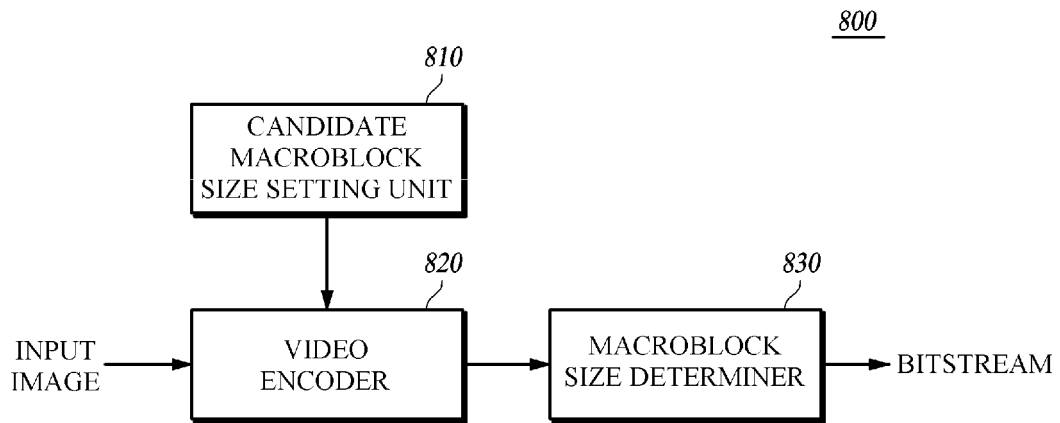 800
810
CANDIDATE
MACROBLOCK
SIZE SETTING UNIT
820
830
INPUT
IMAGE
VIDEO
ENCODER
MACROBLOCK
SIZE DETERMINER
BITSTREAM